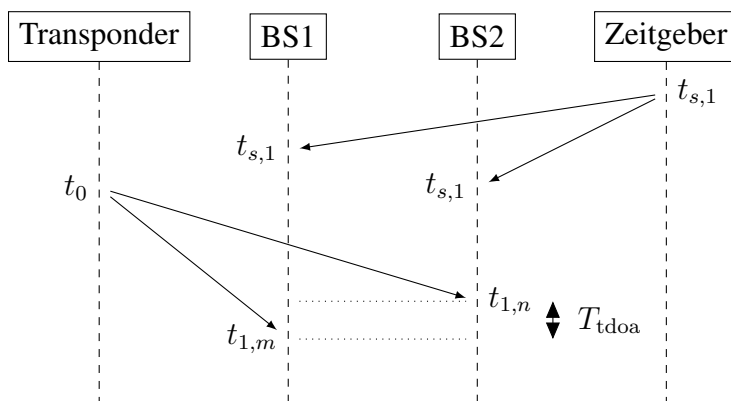 Transponder BS1 BS2 Zeitgeber
t_{s,1}
t_{s,1}
t_{s,1}
t_0
t_{1,n}
T_{tdoa}
t_{1,m}